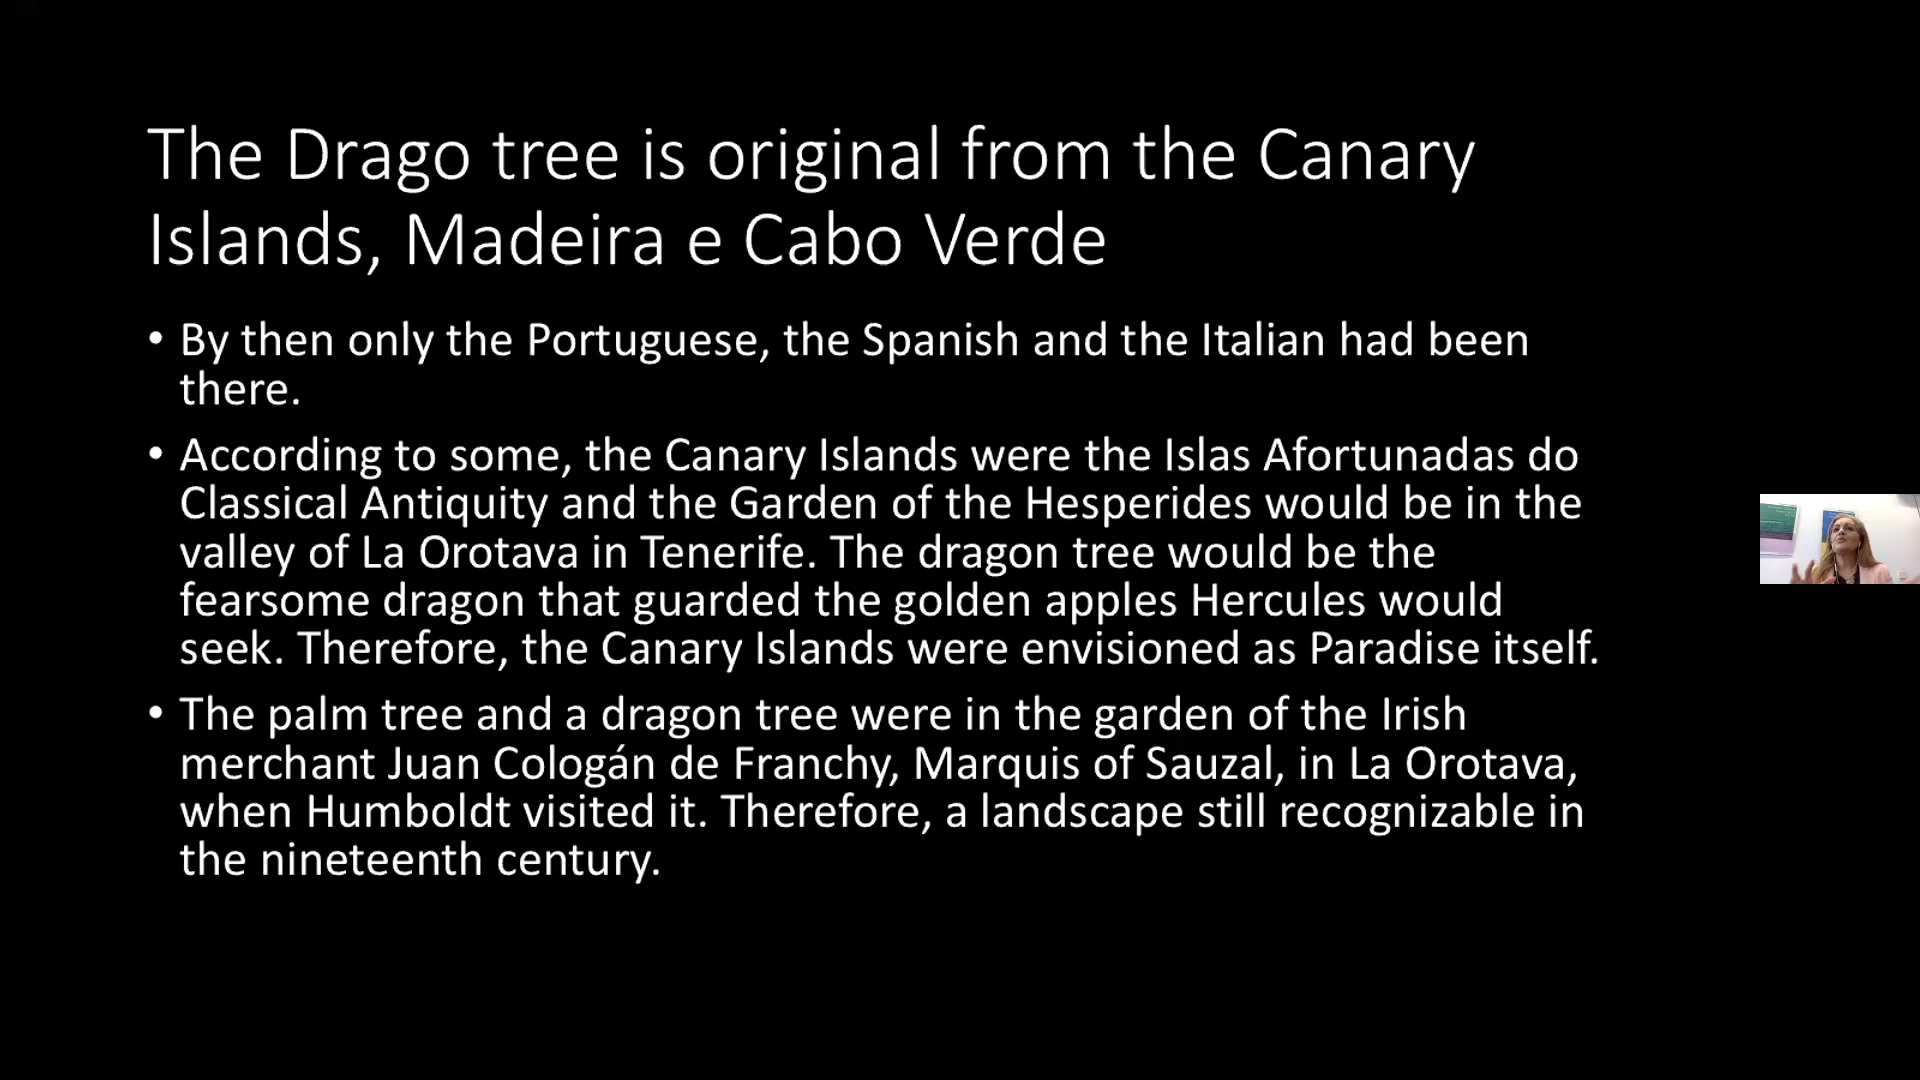 The Drago tree is original from the Canary
Islands, Madeira e Cabo Verde
• By then only the Portuguese, the Spanish and the Italian had been
there.
• According to some, the Canary Islands were the Islas Afortunadas do
Classical Antiquity and the Garden of the Hesperides would be in the
valley of La Orotava in Tenerife. The dragon tree would be the
fearsome dragon that guarded the golden apples Hercules would
seek. Therefore, the Canary Islands were envisioned as Paradise itself.
• The palm tree and a dragon tree were in the garden of the Irish
merchant Juan Cologán de Franchy, Marquis of Sauzal, in La Orotava,
when Humboldt visited it. Therefore, a landscape still recognizable in
the nineteenth century.